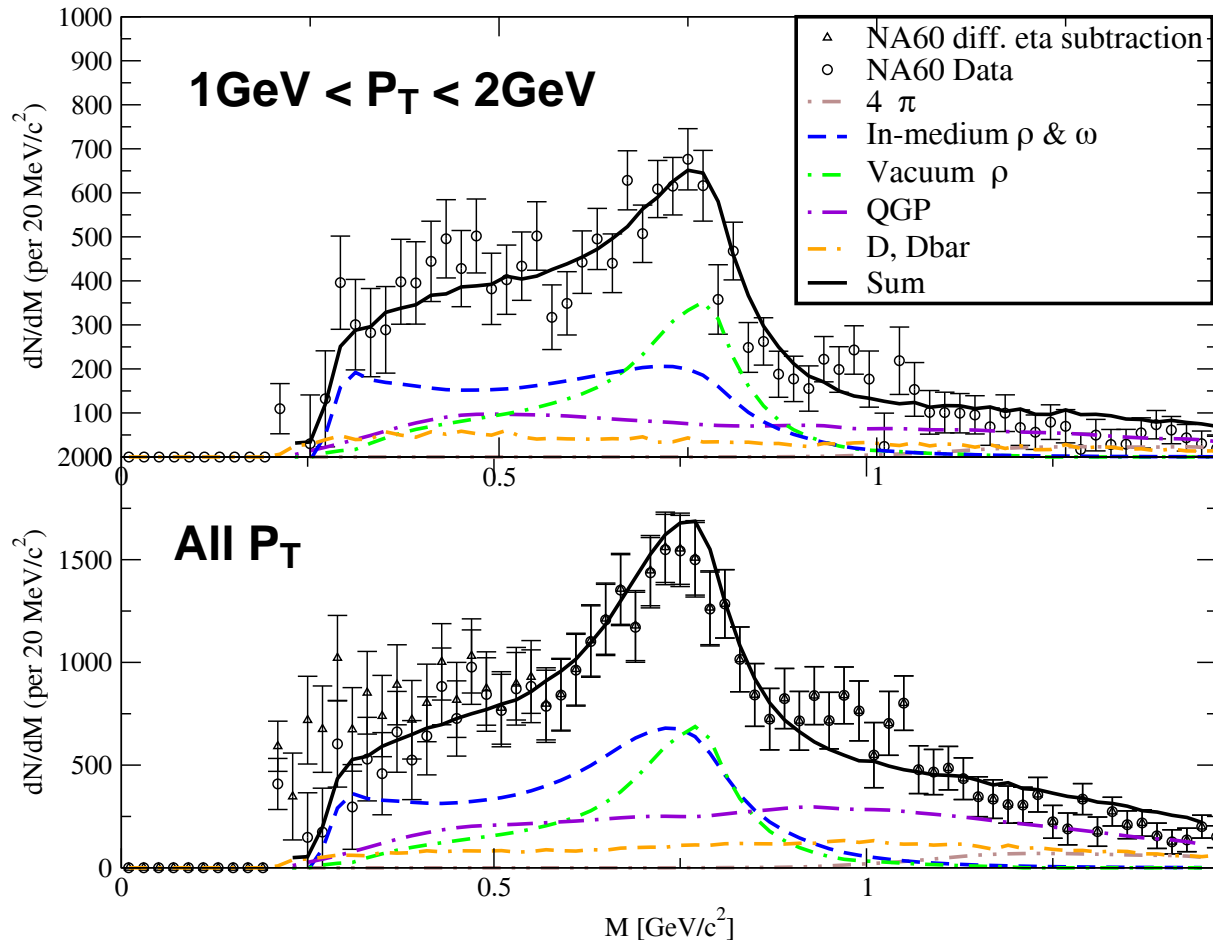 1000
900
800
700
600
500
400
300
200
100
dN/dM (per 20 MeV/c²)
1GeV < P_T < 2GeV
NA60 diff. eta subtraction
NA60 Data
4 π
In-medium ρ & ω
Vacuum ρ
QGP
D, Dbar
Sum
0.5
1
2000
1500
1000
500
0
dN/dM (per 20 MeV/c²)
All P_T
0
0.5
1
M [GeV/c²]